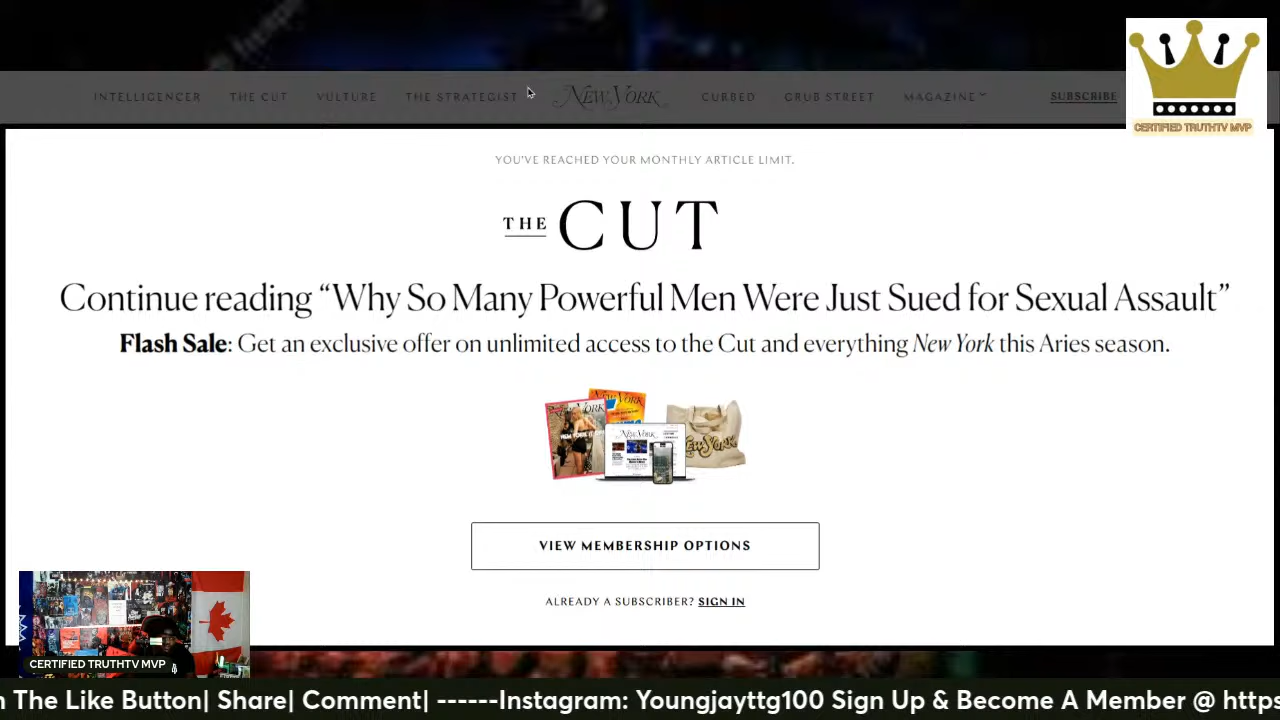 INTELLIGENCER THE CUT VULTURE THE STRATEGIST NEW YORK CURBED GRUB STREET MAGAZINE SUBSCRIBE
CERTIFIED TRUTHTV MVP
YOU'VE REACHED YOUR MONTHLY ARTICLE LIMIT.
THE CUT
Continue reading “Why So Many Powerful Men Were Just Sued for Sexual Assault”
Flash Sale: Get an exclusive offer on unlimited access to the Cut and everything New York this Aries season.
VIEW MEMBERSHIP OPTIONS
ALREADY A SUBSCRIBER? SIGN IN
CERTIFIED TRUTHTV MVP
n The Like Button| Share| Comment| ------Instagram: Youngjayttg100 Sign Up & Become A Member @ https